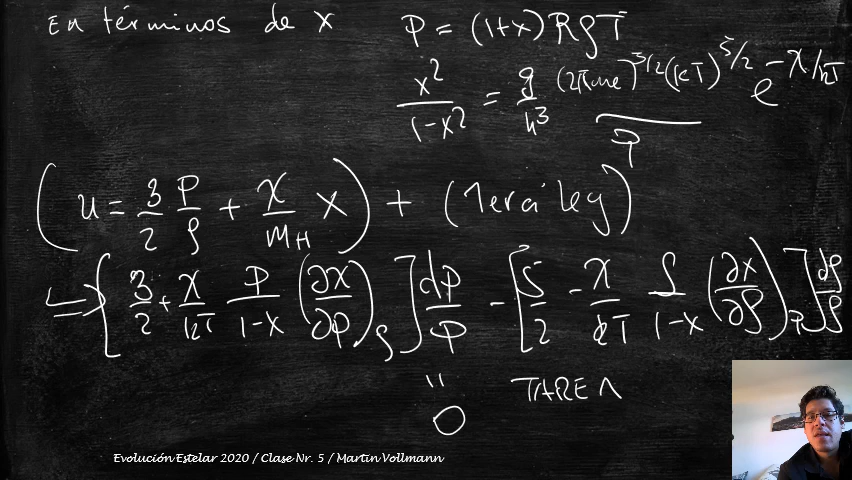 En términos de x P = (1+x) R ρ T
x² / (1-x²) = g/h³ (2π me)^3/2 (kT)^5/2 / P e^-χ/kT
( u = 3/2 P/ρ + χ/m_H x ) + (1era ley)
↪ [ 3/2 + χ/kT P/(1-x) (∂x/∂P)_ρ ] dP/P - [ 5/2 - χ/kT ρ/(1-x) (∂x/∂ρ)_P ] dρ/ρ
" TAREA
0
Evolución Estelar 2020 / Clase Nr. 5 / Martin Vollmann